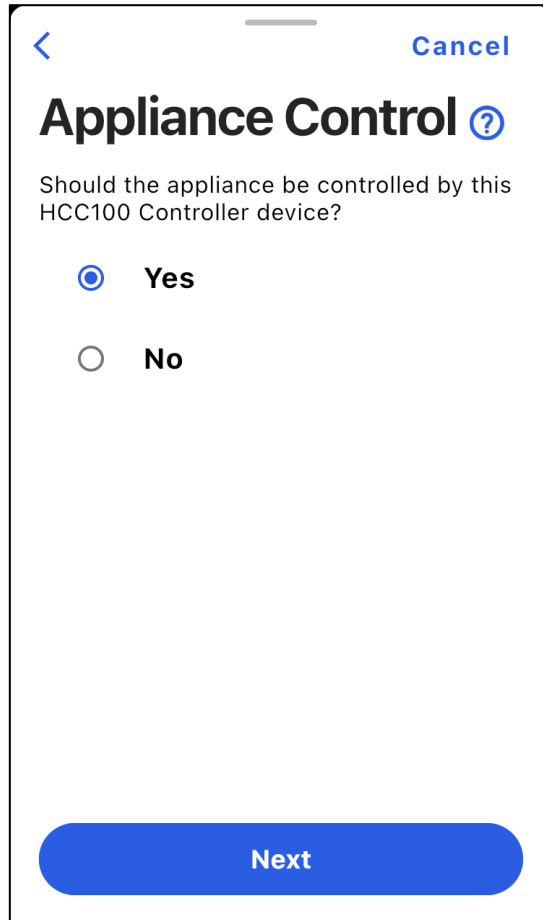 Cancel
Appliance Control ?
Should the appliance be controlled by this
HCC100 Controller device?
Yes
No
Next